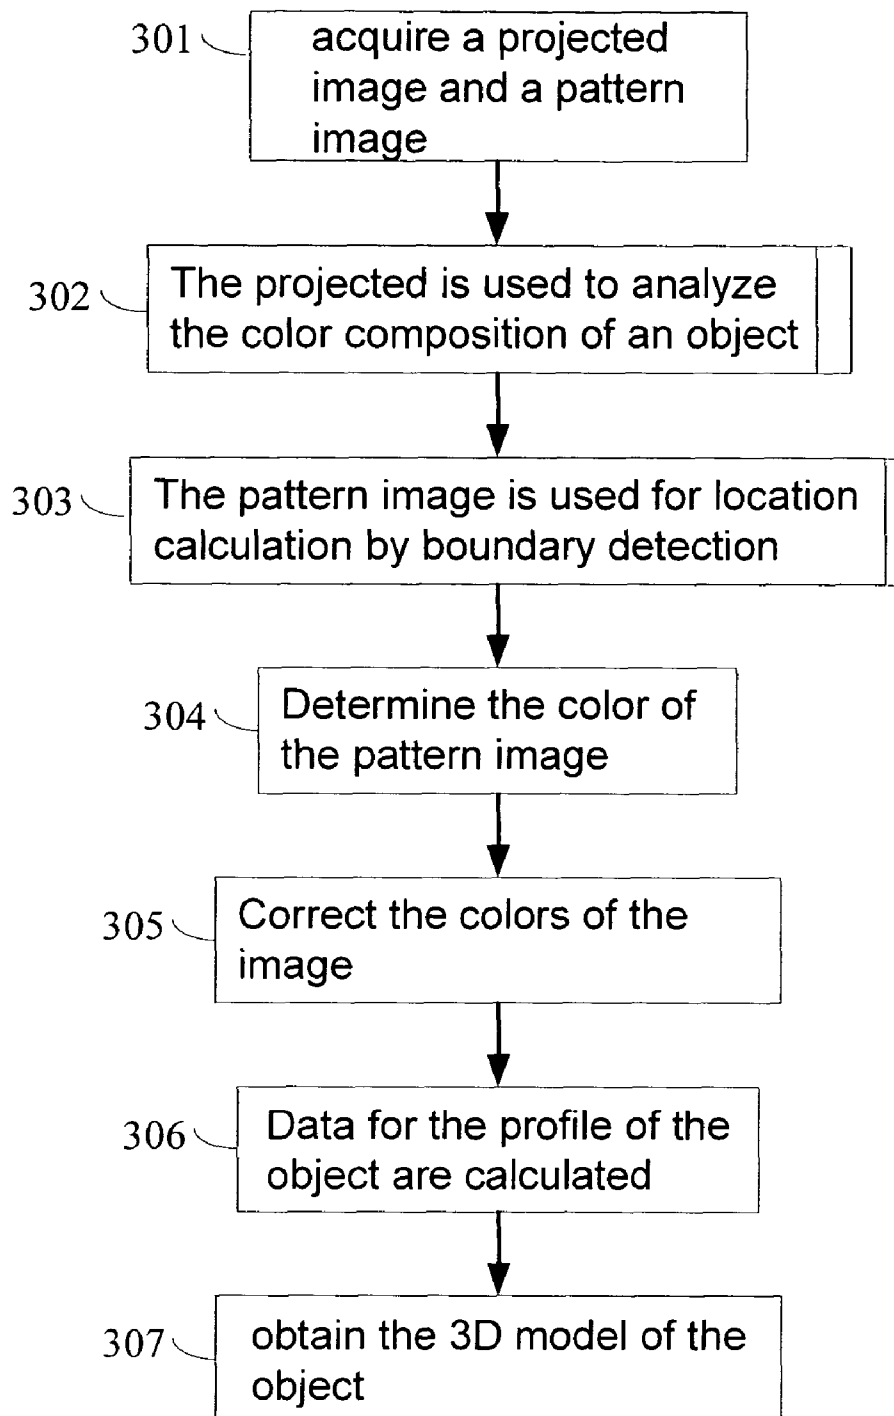 301
acquire a projected
image and a pattern
image
302
The projected is used to analyze
the color composition of an object
303
The pattern image is used for location
calculation by boundary detection
304
Determine the color of
the pattern image
305
Correct the colors of the
image
306
Data for the profile of the
object are calculated
307
obtain the 3D model of the
object